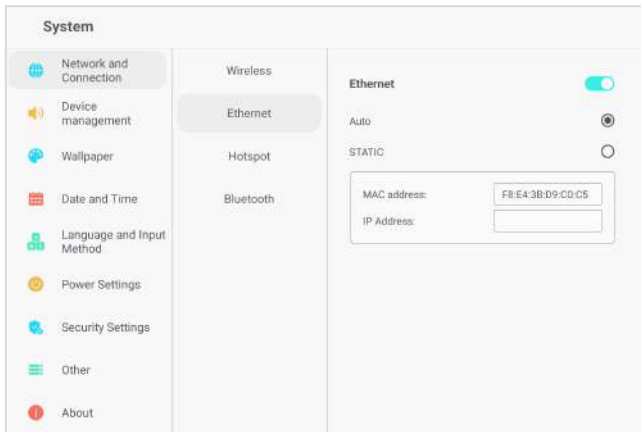 System
Network and
Connection
Device
management
Wallpaper
Date and Time
Language and Input
Method
Power Settings
Security Settings
Other
About
Wireless
Ethernet
Hotspot
Bluetooth
Ethernet
Auto
STATIC
MAC address: F8:E4:3B:D9:C0:C5
IP Address: